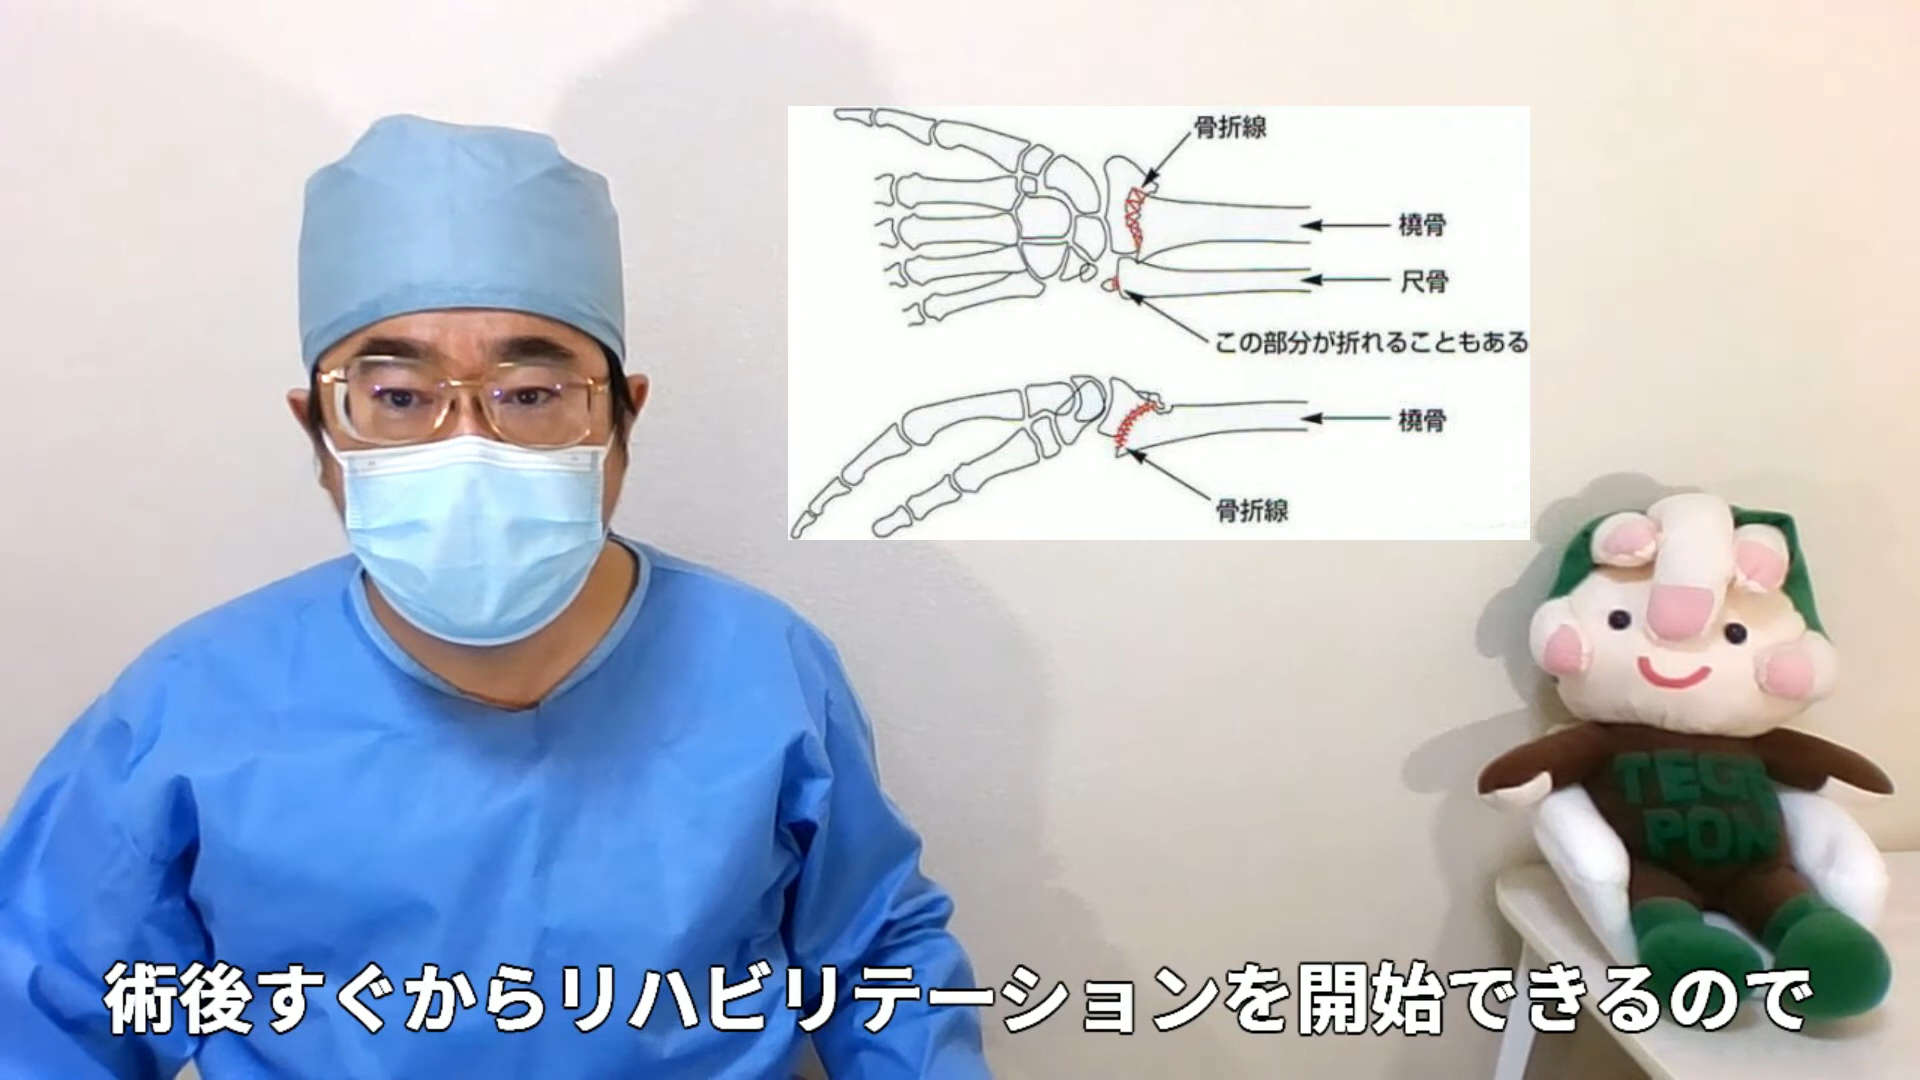 骨折線
橈骨
尺骨
この部分が折れることもある
橈骨
骨折線
PON
術後すぐからリハビリテーションを開始できるので